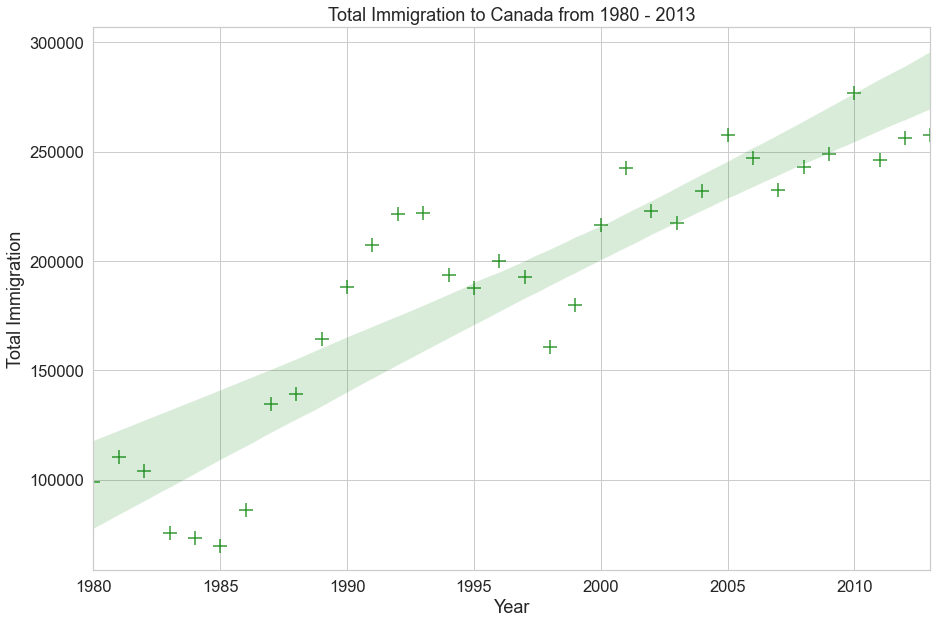 Total Immigration to Canada from 1980 - 2013
300000
250000
200000
150000
100000
Total Immigration
1980 1985 1990 1995 2000 2005 2010
Year